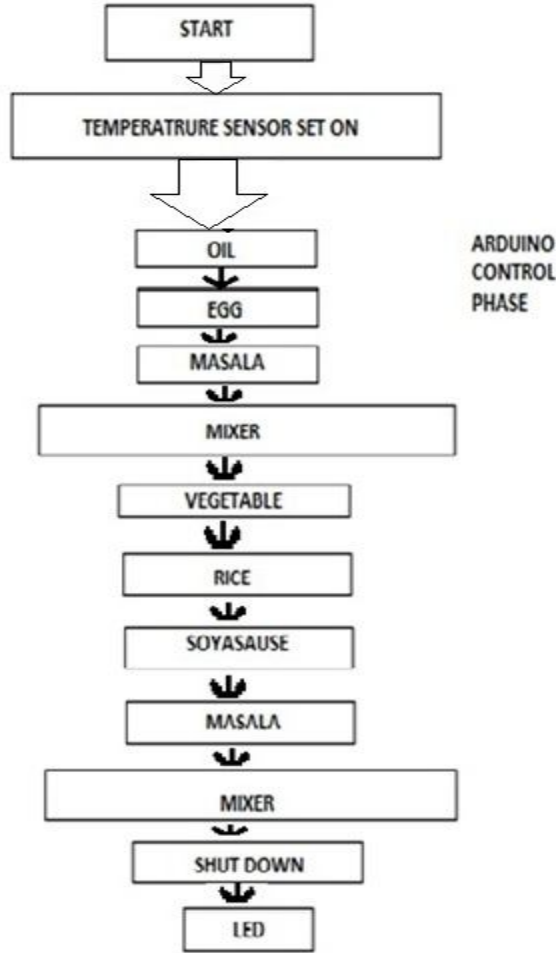 START
TEMPERATRURE SENSOR SET ON
OIL
ARDUINO
CONTROL
PHASE
EGG
MASALA
MIXER
VEGETABLE
RICE
SOYASAUSE
MASALA
MIXER
SHUT DOWN
LED